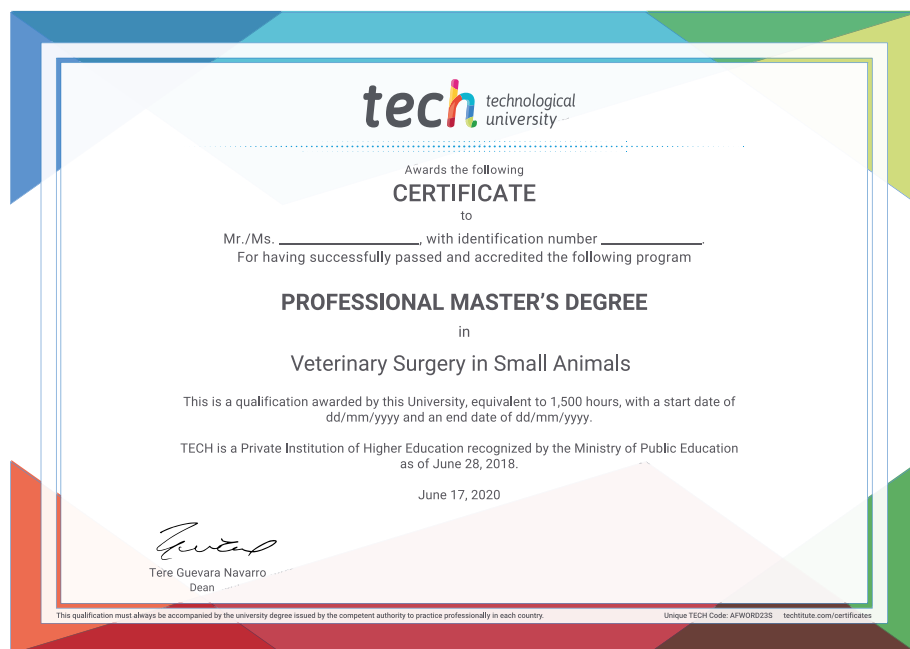 tech technological
university
Awards the following
CERTIFICATE
to
Mr./Ms. ____________, with identification number ____________.
For having successfully passed and accredited the following program
PROFESSIONAL MASTER'S DEGREE
in
Veterinary Surgery in Small Animals
This is a qualification awarded by this University, equivalent to 1,500 hours, with a start date of
dd/mm/yyyy and an end date of dd/mm/yyyy.
TECH is a Private Institution of Higher Education recognized by the Ministry of Public Education
as of June 28, 2018.
June 17, 2020
Tere Guevara Navarro
Dean
This qualification must always be accompanied by the university degree issued by the competent authority to practice professionally in each country.
Unique TECH Code: AFWORD23S techtitute.com/certificates